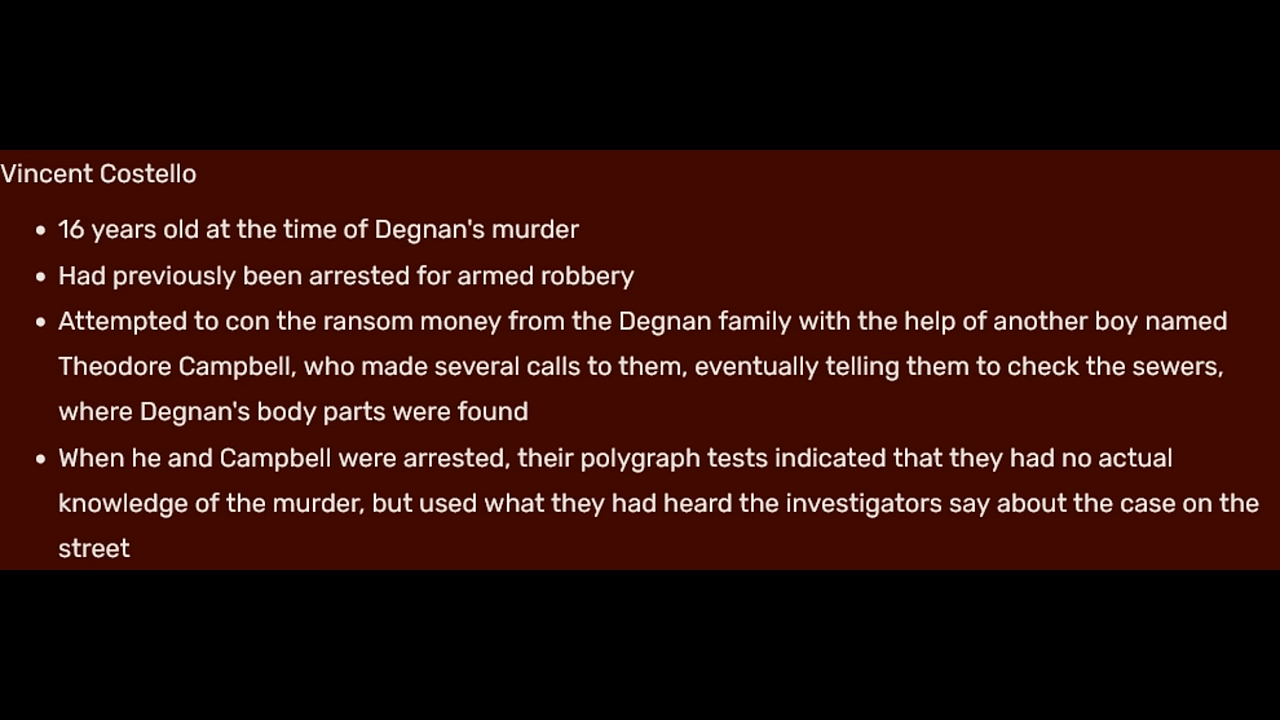 Vincent Costello
• 16 years old at the time of Degnan's murder
• Had previously been arrested for armed robbery
• Attempted to con the ransom money from the Degnan family with the help of another boy named
Theodore Campbell, who made several calls to them, eventually telling them to check the sewers,
where Degnan's body parts were found
• When he and Campbell were arrested, their polygraph tests indicated that they had no actual
knowledge of the murder, but used what they had heard the investigators say about the case on the
street